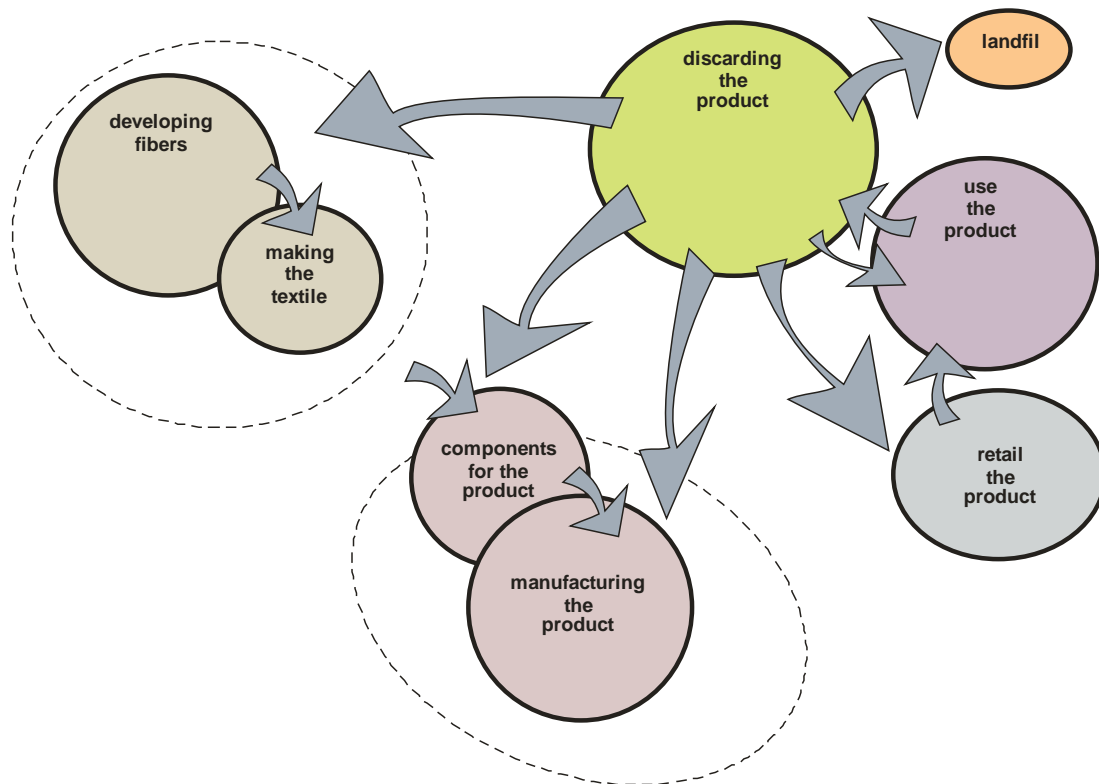 discarding
the
product
landfil
developing
fibers
making
the
textile
use
the
product
components
for the
product
retail
the
product
manufacturing
the
product